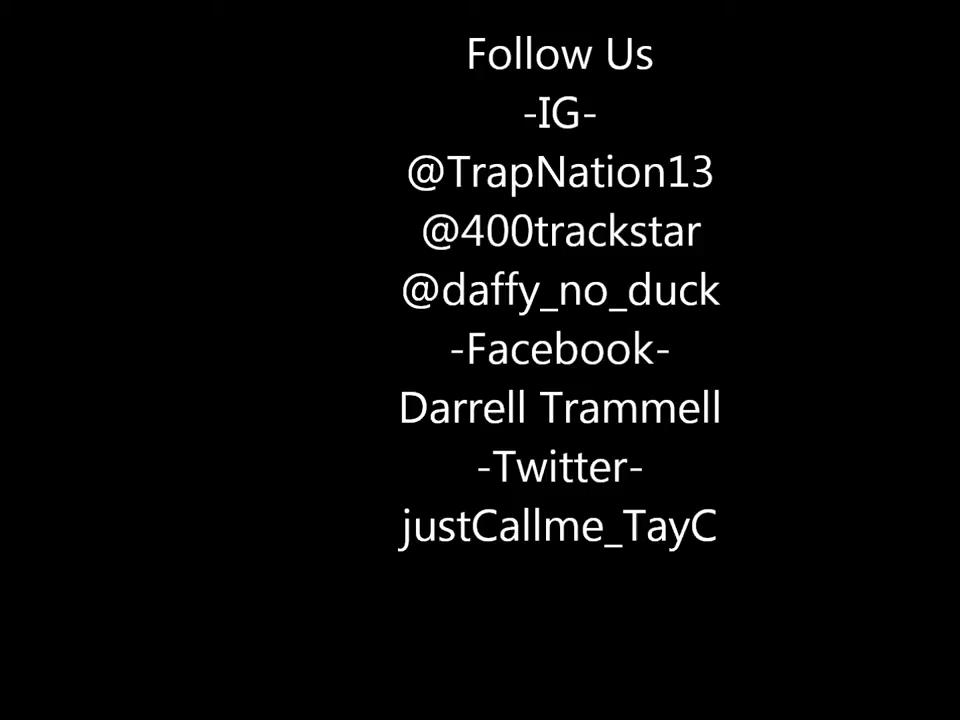 Follow Us
-IG-
@TrapNation13
@400trackstar
@daffy_no_duck
-Facebook-
Darrell Trammell
-Twitter-
justCallme_TayC